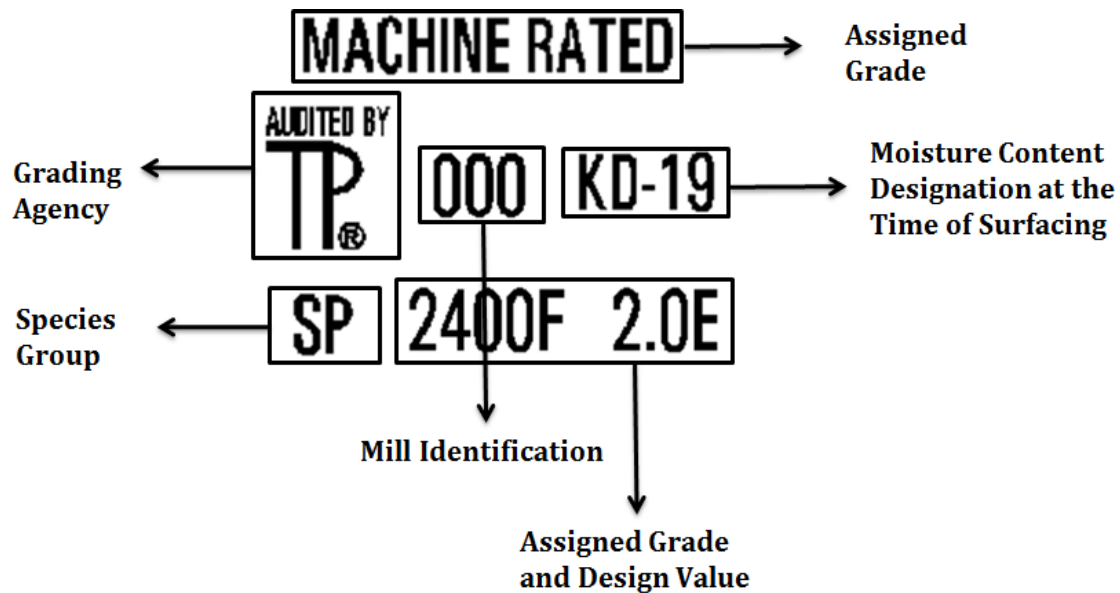 MACHINE RATED
Assigned
Grade
AUDITED BY
TP®
000
KD-19
Grading
Agency
Moisture Content
Designation at the
Time of Surfacing
SP
2400F 2.0E
Species
Group
Mill Identification
Assigned Grade
and Design Value